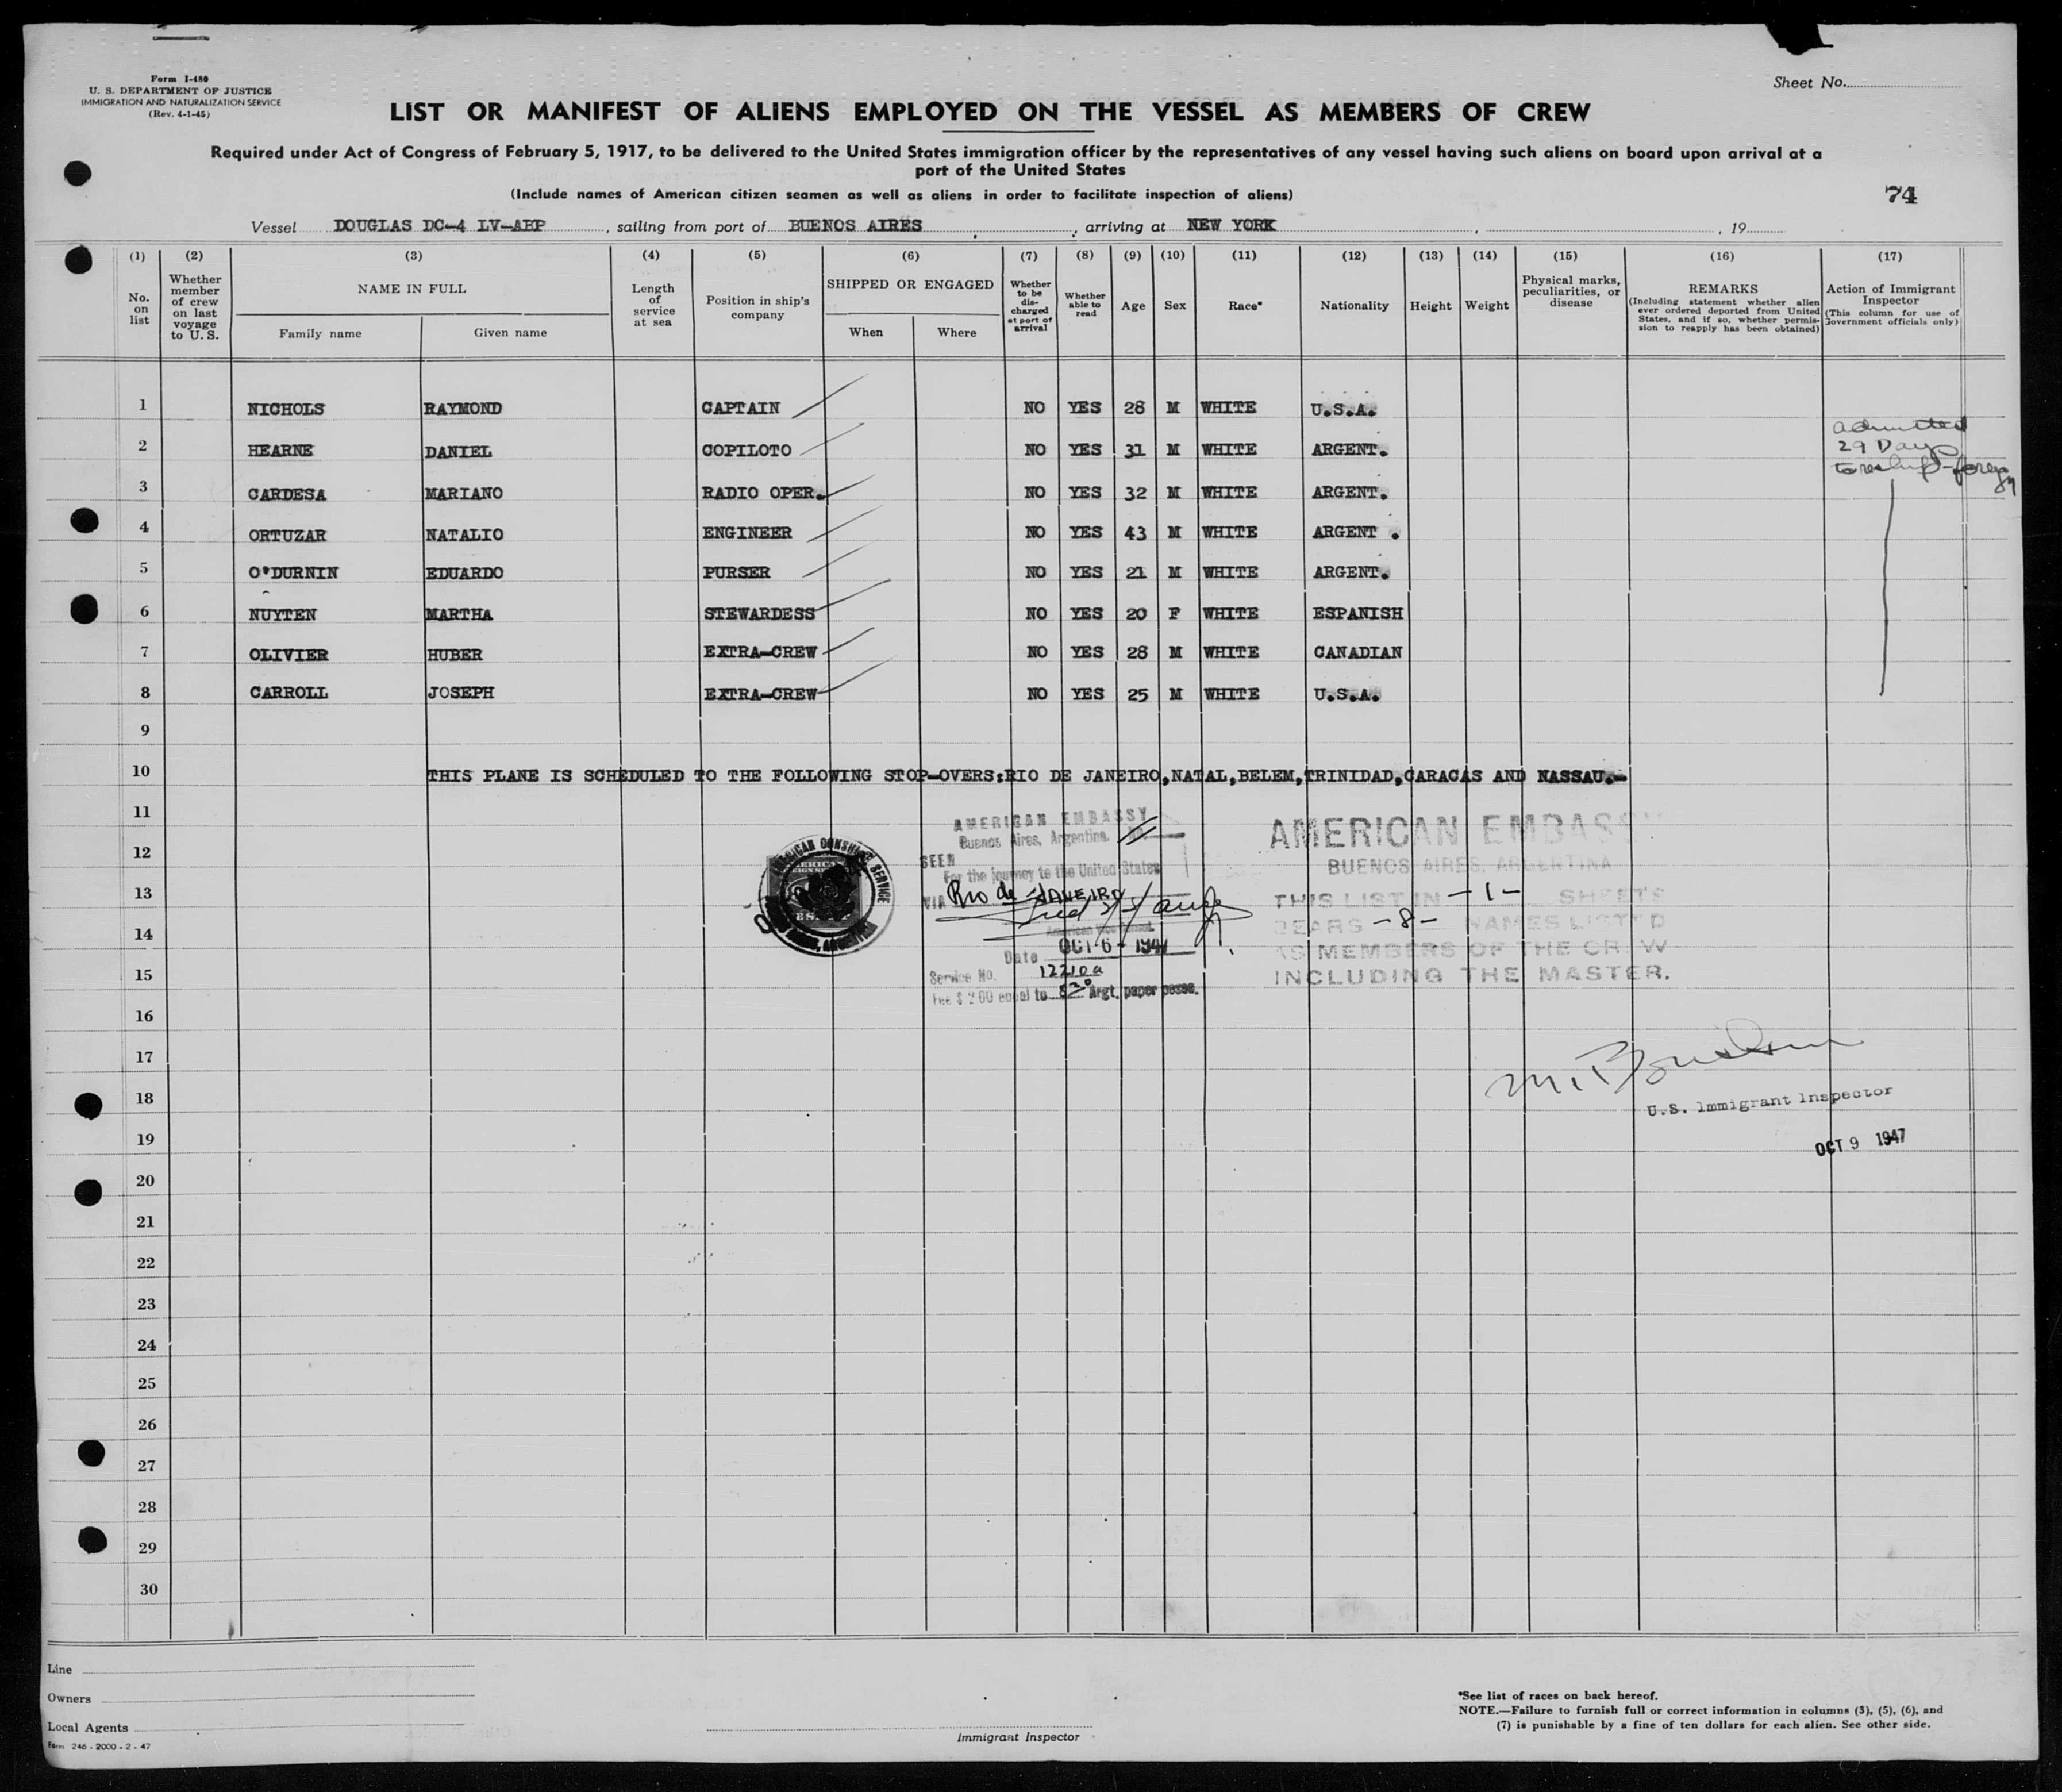 Form I-480
U. S. DEPARTMENT OF JUSTICE
IMMIGRATION AND NATURALIZATION SERVICE
(Rev. 4-1-45)
Sheet No.
LIST OR MANIFEST OF ALIENS EMPLOYED ON THE VESSEL AS MEMBERS OF CREW
Required under Act of Congress of February 5, 1917, to be delivered to the United States immigration officer by the representatives of any vessel having such aliens on board upon arrival at a
port of the United States
(Include names of American citizen seamen as well as aliens in order to facilitate inspection of aliens)
74
Vessel DOUGLAS DC-4 LV-ABP, sailing from port of BUENOS AIRES, arriving at NEW YORK, , 19
(1) (2) (3) (4) (5) (6) (7) (8) (9) (10) (11) (12) (13) (14) (15) (16) (17)
No. on list
Whether member of crew on last voyage to U. S.
NAME IN FULL
Family name Given name
Length of service at sea
Position in ship's company
SHIPPED OR ENGAGED
When Where
Whether to be discharged at port of arrival
Whether able to read
Age
Sex
Race*
Nationality
Height
Weight
Physical marks, peculiarities, or disease
REMARKS
(Including statement whether alien ever ordered deported from United States, and if so, whether permission to reapply has been obtained)
Action of Immigrant Inspector
(This column for use of Government officials only)
1 NICHOLS RAYMOND CAPTAIN NO YES 28 M WHITE U.S.A.
2 HEARNE DANIEL COPILOTO NO YES 31 M WHITE ARGENT.
3 CARDESA MARIANO RADIO OPER. NO YES 32 M WHITE ARGENT.
4 ORTUZAR NATALIO ENGINEER NO YES 43 M WHITE ARGENT .
5 O'DURNIN EDUARDO PURSER NO YES 21 M WHITE ARGENT.
6 NUYTEN MARTHA STEWARDESS NO YES 20 F WHITE ESPANISH
7 OLIVIER HUBER EXTRA-CREW NO YES 28 M WHITE CANADIAN
8 CARROLL JOSEPH EXTRA-CREW NO YES 25 M WHITE U.S.A.
admitted
29 Days
to reship-foreign
9
10 THIS PLANE IS SCHEDULED TO THE FOLLOWING STOP-OVERS:RIO DE JANEIRO,NATAL,BELEM,TRINIDAD,CARACAS AND NASSAU.-
11
12
13
14
15
16
17
18
19
20
21
22
23
24
25
26
27
28
29
30
AMERICAN CONSULAR SERVICE
BUENOS AIRES, ARGENTINA
AMERICAN EMBASSY
Buenos Aires, Argentina.
SEEN
For the journey to the United States
VIA Rio de JANEIRO
American Vice Consul
Date OCT 6 - 1947
Service No. 12210a
Fee $ 2.00 equal to Argt. paper pesos.
AMERICAN EMBASSY
BUENOS AIRES, ARGENTINA
THIS LIST IN -1- SHEETS
BEARS -8- NAMES LISTED
AS MEMBERS OF THE CREW
INCLUDING THE MASTER.
U.S. Immigrant Inspector
OCT 9 1947
Line
Owners
Local Agents
Form 246 - 2000 - 2 - 47
Immigrant Inspector
*See list of races on back hereof.
NOTE.—Failure to furnish full or correct information in columns (3), (5), (6), and
(7) is punishable by a fine of ten dollars for each alien. See other side.